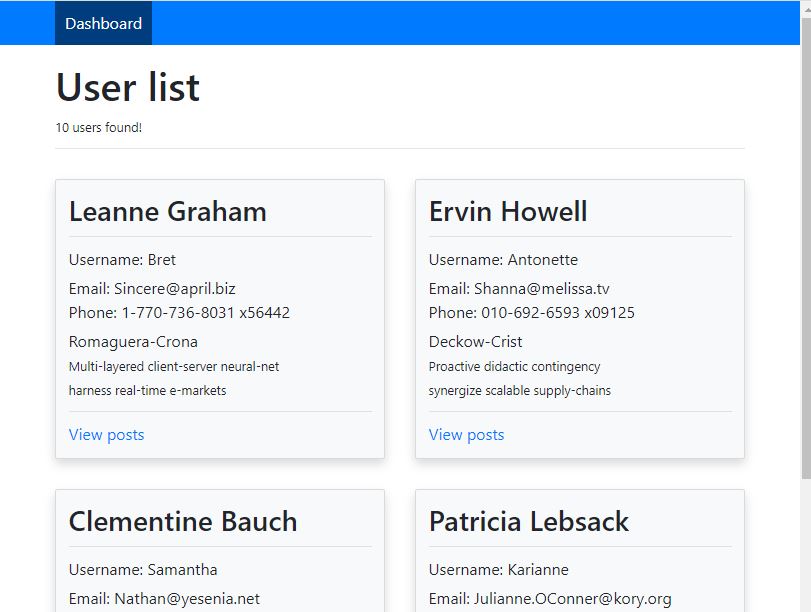 Dashboard
User list
10 users found!
Leanne Graham
Username: Bret
Email: Sincere@april.biz
Phone: 1-770-736-8031 x56442
Romaguera-Crona
Multi-layered client-server neural-net
harness real-time e-markets
View posts
Ervin Howell
Username: Antonette
Email: Shanna@melissa.tv
Phone: 010-692-6593 x09125
Deckow-Crist
Proactive didactic contingency
synergize scalable supply-chains
View posts
Clementine Bauch
Username: Samantha
Email: Nathan@yesenia.net
Patricia Lebsack
Username: Karianne
Email: Julianne.OConner@kory.org